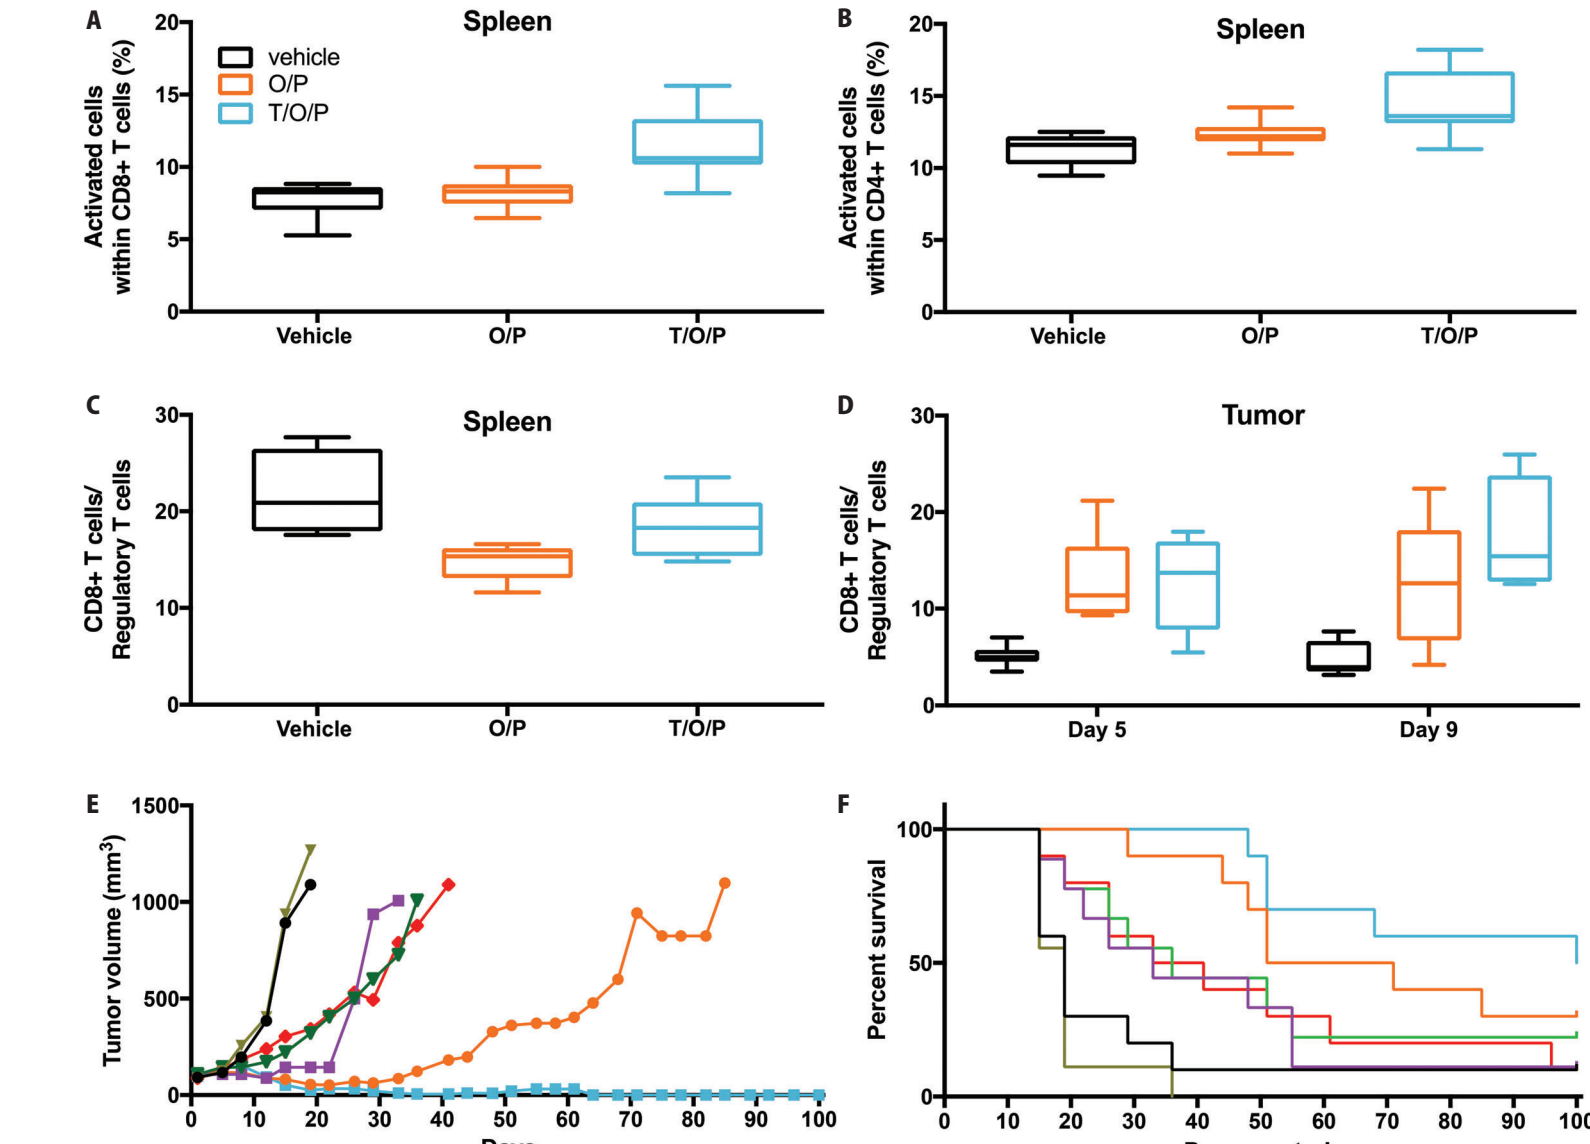 A
Spleen
Activated cells
within CD8+ T cells (%)
20
15
10
5
0
vehicle
O/P
T/O/P
Vehicle O/P T/O/P
B
Spleen
Activated cells
within CD4+ T cells (%)
20
15
10
5
0
Vehicle O/P T/O/P
C
Spleen
CD8+ T cells/
Regulatory T cells
30
20
10
0
Vehicle O/P T/O/P
D
Tumor
CD8+ T cells/
Regulatory T cells
30
20
10
0
Day 5 Day 9
E
Tumor volume (mm³)
1500
1000
500
0
0 10 20 30 40 50 60 70 80 90 100
F
Percent survival
100
50
0
0 10 20 30 40 50 60 70 80 90 100